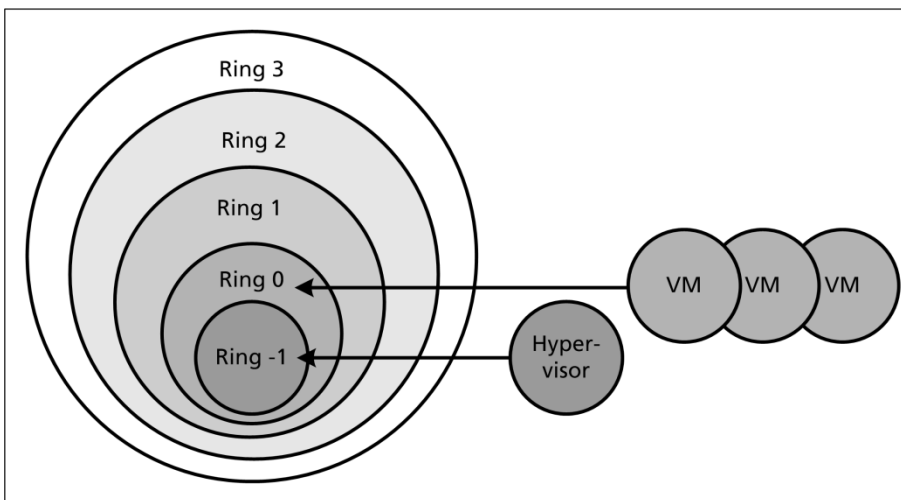 Ring 3
Ring 2
Ring 1
Ring 0
VM
VM
VM
Ring -1
Hyper-
visor